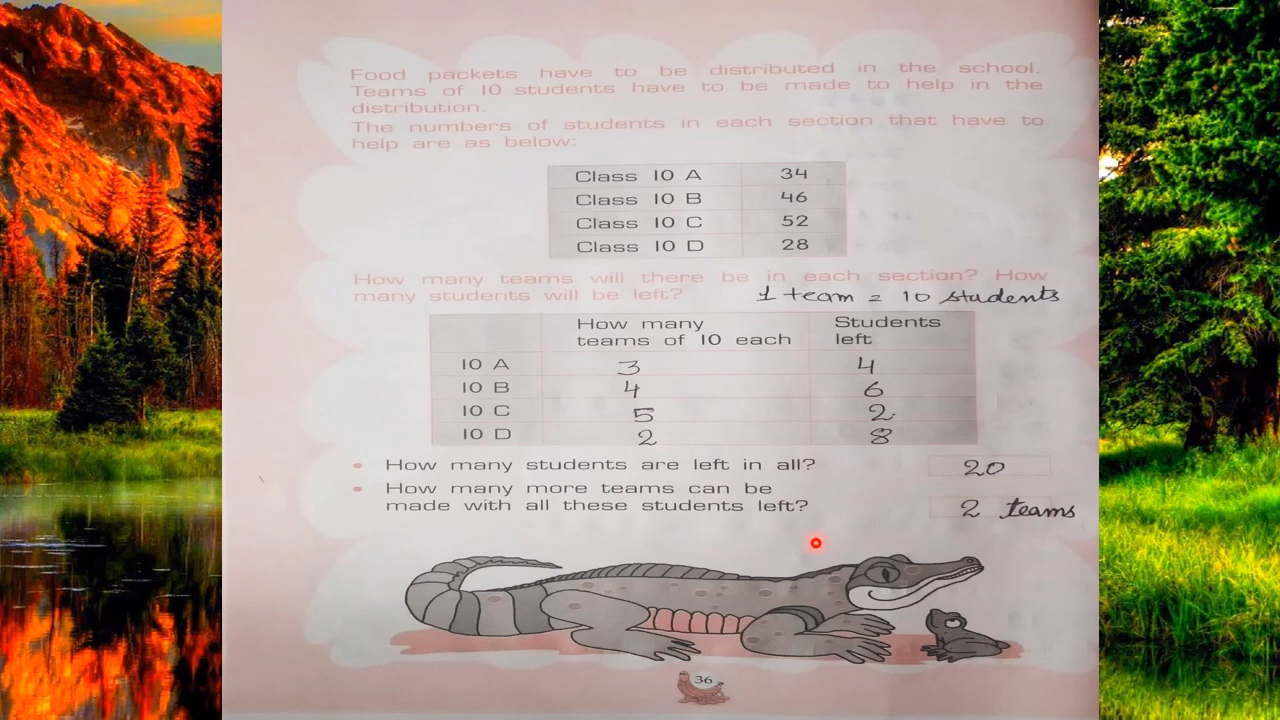 Food packets have to be distributed in the school.
Teams of 10 students have to be made to help in the
distribution.
The numbers of students in each section that have to
help are as below:
Class 10 A 34
Class 10 B 46
Class 10 C 52
Class 10 D 28
How many teams will there be in each section? How
many students will be left? 1 team = 10 students
How many teams of 10 each Students left
10 A 3 4
10 B 4 6
10 C 5 2
10 D 2 8
How many students are left in all? 20
How many more teams can be
made with all these students left? 2 teams
36